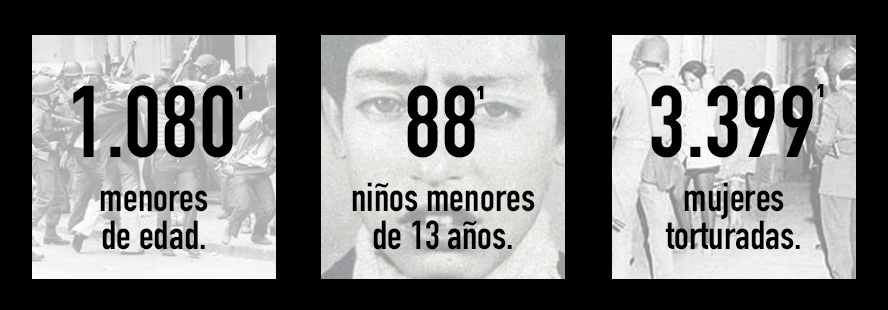 1.080¹
menores
de edad.
88¹
niños menores
de 13 años.
3.399¹
mujeres
torturadas.